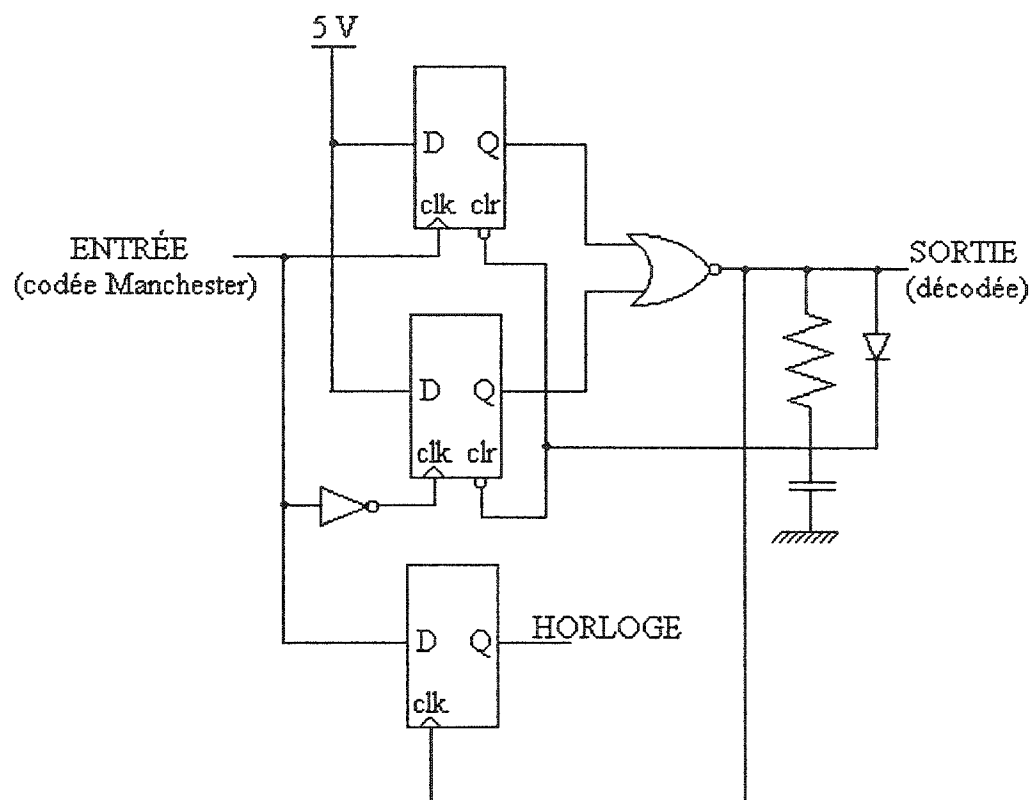 5 V
D Q
clk clr
ENTRÉE
(codée Manchester)
SORTIE
(décodée)
D Q
clk clr
D Q
HORLOGE
clk